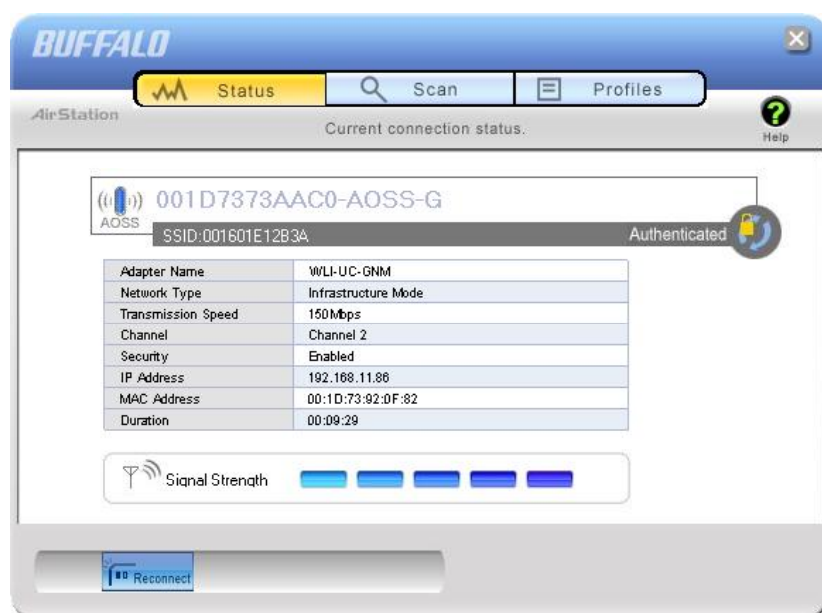 BUFFALO
Status Scan Profiles
AirStation
Current connection status.
Help
001D7373AAC0-AOSS-G
AOSS
SSID:001601E12B3A Authenticated
Adapter Name WLI-UC-GNM
Network Type Infrastructure Mode
Transmission Speed 150Mbps
Channel Channel 2
Security Enabled
IP Address 192.168.11.86
MAC Address 00:1D:73:92:0F:82
Duration 00:09:29
Signal Strength
Reconnect